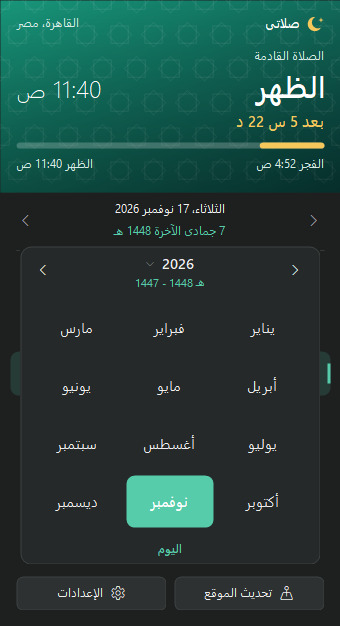 صلاتى
القاهرة، مصر
الصلاة القادمة
الظهر
11:40 ص
بعد 5 س 22 د
الفجر 4:52 ص
الظهر 11:40 ص
الثلاثاء، 17 نوفمبر 2026
7 جمادى الآخرة 1448 هـ
2026
1447 - 1448 هـ
يناير فبراير مارس
أبريل مايو يونيو
يوليو أغسطس سبتمبر
أكتوبر نوفمبر ديسمبر
اليوم
تحديث الموقع
الإعدادات